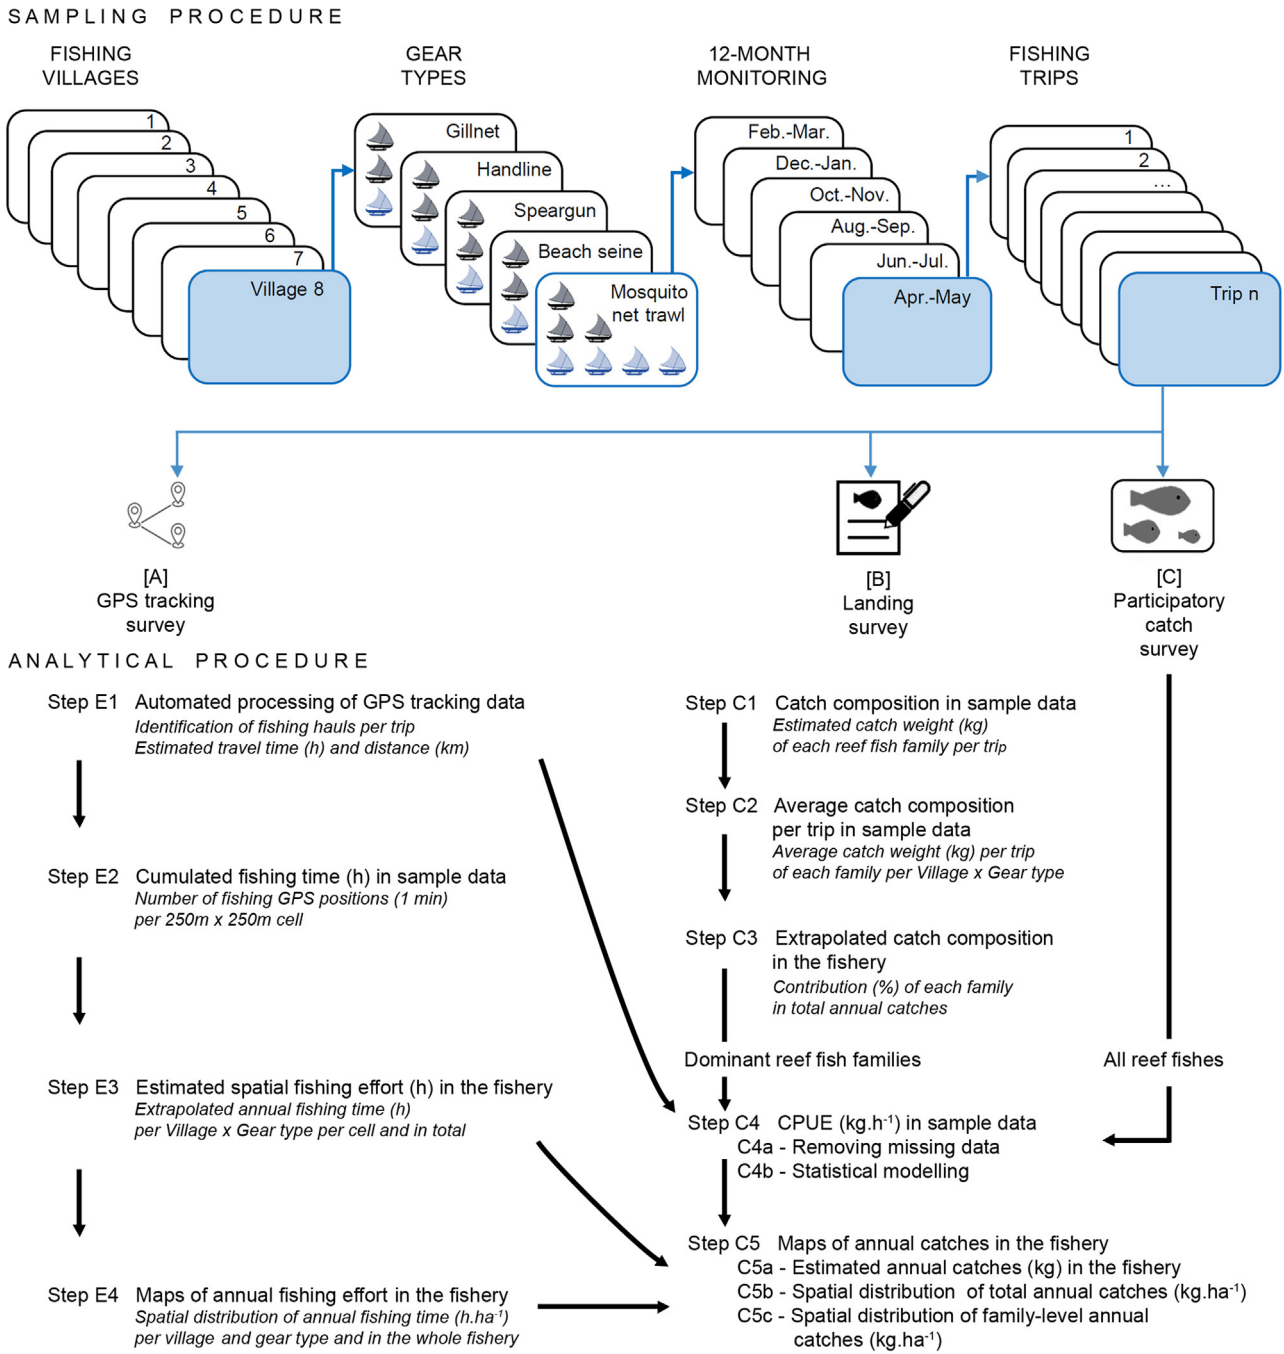 SAMPLING PROCEDURE
FISHING
VILLAGES
GEAR
TYPES
12-MONTH
MONITORING
FISHING
TRIPS
1
2
3
4
5
6
7
Village 8
Gillnet
Handline
Speargun
Beach seine
Mosquito
net trawl
Feb.-Mar.
Dec.-Jan.
Oct.-Nov.
Aug.-Sep.
Jun.-Jul.
Apr.-May
1
2
...
Trip n
[A]
GPS tracking
survey
[B]
Landing
survey
[C]
Participatory
catch
survey
ANALYTICAL PROCEDURE
Step E1 Automated processing of GPS tracking data
Identification of fishing hauls per trip
Estimated travel time (h) and distance (km)
Step E2 Cumulated fishing time (h) in sample data
Number of fishing GPS positions (1 min)
per 250m x 250m cell
Step E3 Estimated spatial fishing effort (h) in the fishery
Extrapolated annual fishing time (h)
per Village x Gear type per cell and in total
Step E4 Maps of annual fishing effort in the fishery
Spatial distribution of annual fishing time (h.ha⁻¹)
per village and gear type and in the whole fishery
Step C1 Catch composition in sample data
Estimated catch weight (kg)
of each reef fish family per trip
Step C2 Average catch composition
per trip in sample data
Average catch weight (kg) per trip
of each family per Village x Gear type
Step C3 Extrapolated catch composition
in the fishery
Contribution (%) of each family
in total annual catches
Dominant reef fish families
All reef fishes
Step C4 CPUE (kg.h⁻¹) in sample data
C4a - Removing missing data
C4b - Statistical modelling
Step C5 Maps of annual catches in the fishery
C5a - Estimated annual catches (kg) in the fishery
C5b - Spatial distribution of total annual catches (kg.ha⁻¹)
C5c - Spatial distribution of family-level annual
catches (kg.ha⁻¹)